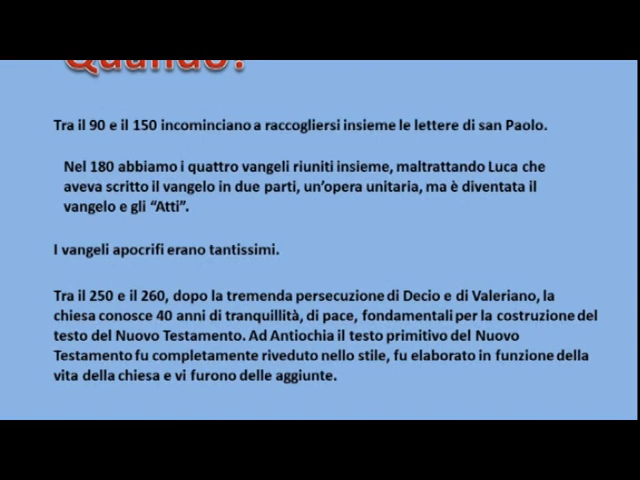 Quando?
Tra il 90 e il 150 incominciano a raccogliersi insieme le lettere di san Paolo.
Nel 180 abbiamo i quattro vangeli riuniti insieme, maltrattando Luca che
aveva scritto il vangelo in due parti, un'opera unitaria, ma è diventata il
vangelo e gli “Atti”.
I vangeli apocrifi erano tantissimi.
Tra il 250 e il 260, dopo la tremenda persecuzione di Decio e di Valeriano, la
chiesa conosce 40 anni di tranquillità, di pace, fondamentali per la costruzione del
testo del Nuovo Testamento. Ad Antiochia il testo primitivo del Nuovo
Testamento fu completamente riveduto nello stile, fu elaborato in funzione della
vita della chiesa e vi furono delle aggiunte.